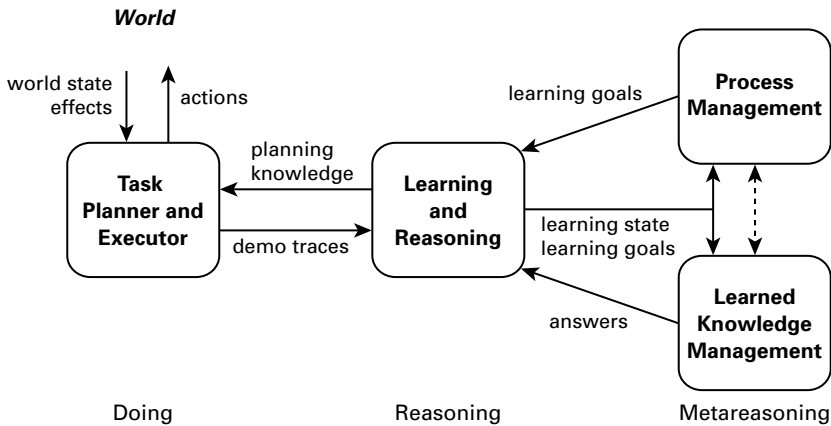 World
world state
effects
actions
Task
Planner and
Executor
planning
knowledge
demo traces
Learning
and
Reasoning
learning goals
learning state
learning goals
answers
Process
Management
Learned
Knowledge
Management
Doing
Reasoning
Metareasoning